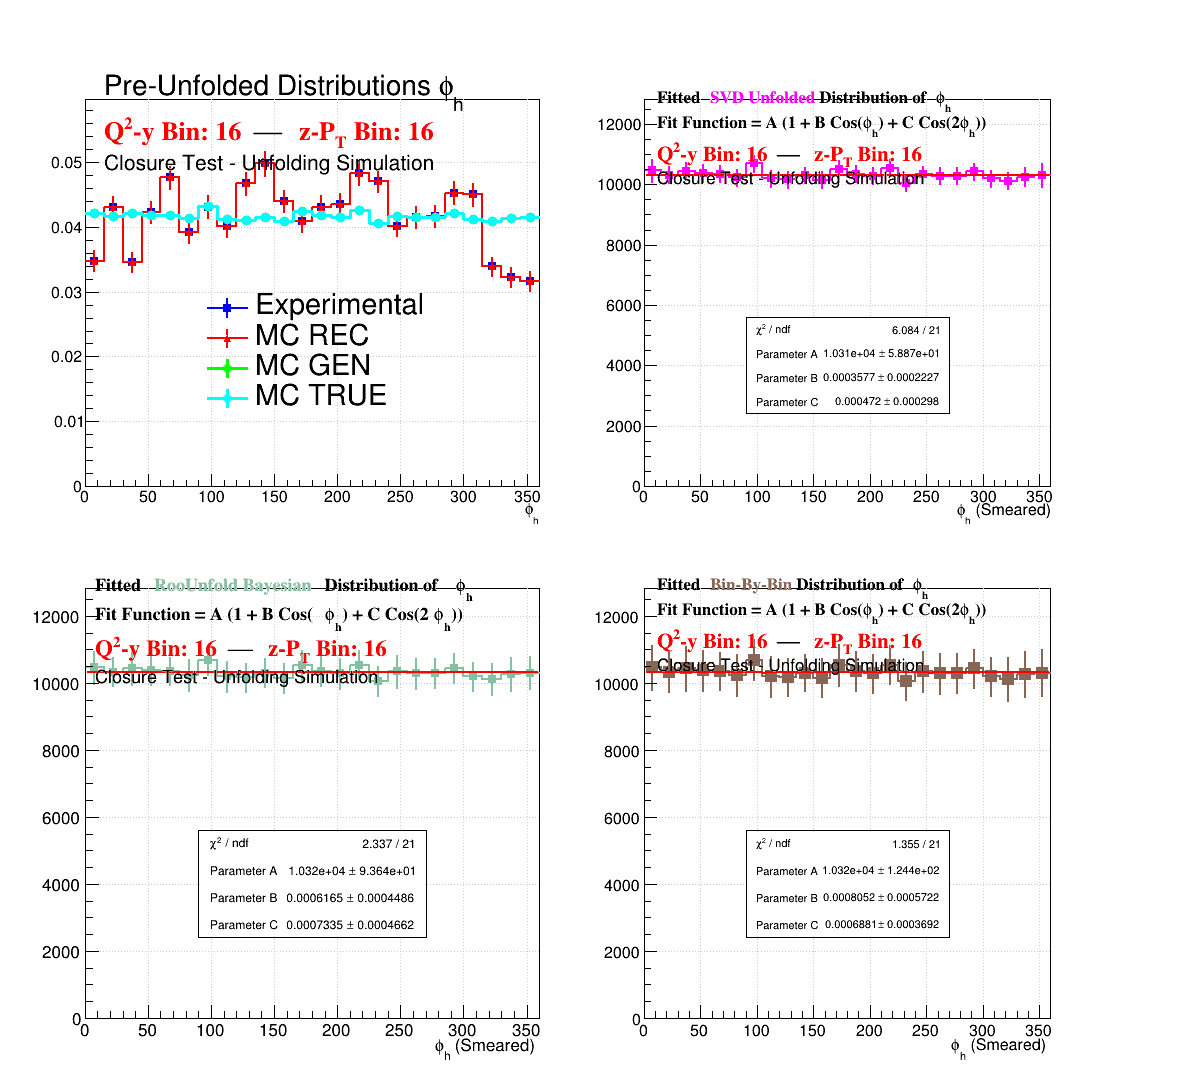 Pre-Unfolded Distributions ϕh
Q²-y Bin: 16 — z-PT Bin: 16
Closure Test - Unfolding Simulation
0.05
0.04
0.03
0.02
0.01
0
Experimental
MC REC
MC GEN
MC TRUE
0 50 100 150 200 250 300 350
ϕh
Fitted SVD Unfolded Distribution of ϕh
Fit Function = A (1 + B Cos(ϕh) + C Cos(2ϕh))
Q²-y Bin: 16 — z-PT Bin: 16
Closure Test - Unfolding Simulation
12000
10000
8000
6000
4000
2000
0
χ² / ndf 6.084 / 21
Parameter A 1.031e+04 ± 5.887e+01
Parameter B 0.0003577 ± 0.0002227
Parameter C 0.000472 ± 0.000298
0 50 100 150 200 250 300 350
ϕh (Smeared)
Fitted RooUnfold Bayesian Distribution of ϕh
Fit Function = A (1 + B Cos( ϕh) + C Cos(2 ϕh))
Q²-y Bin: 16 — z-PT Bin: 16
Closure Test - Unfolding Simulation
12000
10000
8000
6000
4000
2000
0
χ² / ndf 2.337 / 21
Parameter A 1.032e+04 ± 9.364e+01
Parameter B 0.0006165 ± 0.0004486
Parameter C 0.0007335 ± 0.0004662
0 50 100 150 200 250 300 350
ϕh (Smeared)
Fitted Bin-By-Bin Distribution of ϕh
Fit Function = A (1 + B Cos(ϕh) + C Cos(2ϕh))
Q²-y Bin: 16 — z-PT Bin: 16
Closure Test - Unfolding Simulation
12000
10000
8000
6000
4000
2000
0
χ² / ndf 1.355 / 21
Parameter A 1.032e+04 ± 1.244e+02
Parameter B 0.0008052 ± 0.0005722
Parameter C 0.0006881 ± 0.0003692
0 50 100 150 200 250 300 350
ϕh (Smeared)